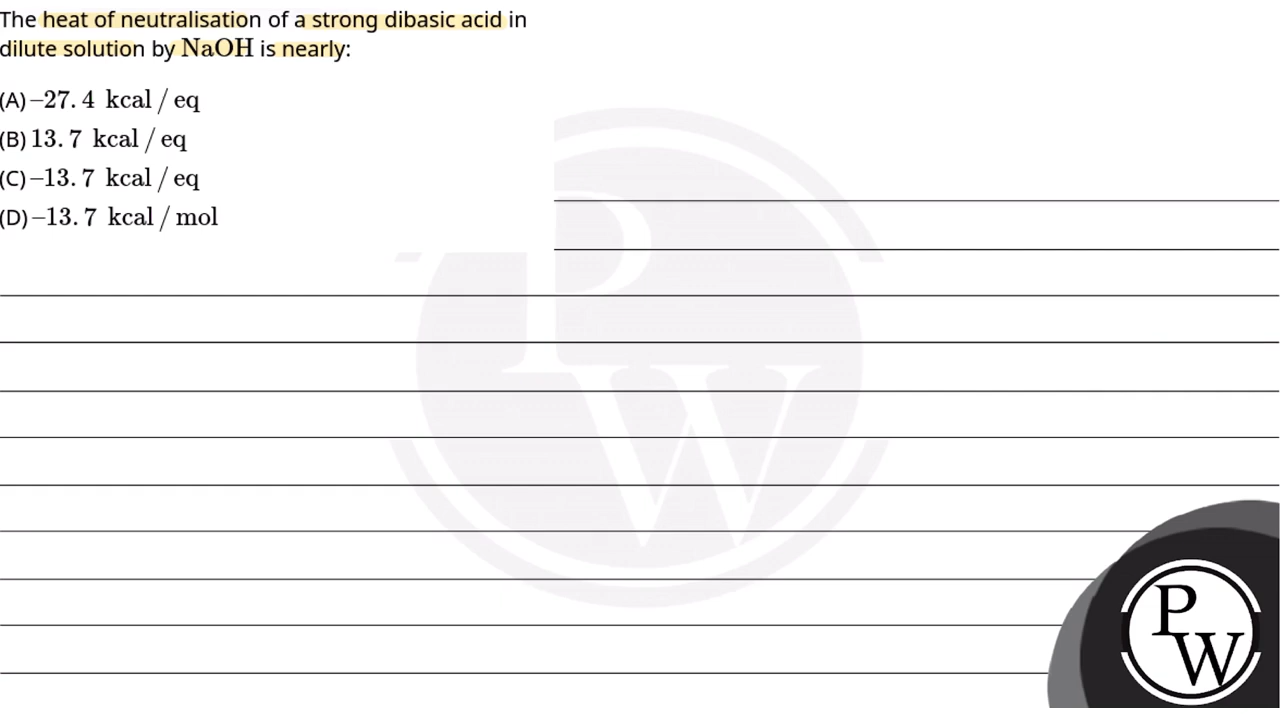 The heat of neutralisation of a strong dibasic acid in
dilute solution by NaOH is nearly:
(A) –27. 4 kcal / eq
(B) 13. 7 kcal / eq
(C) –13. 7 kcal / eq
(D) –13. 7 kcal / mol
P
W
P
W